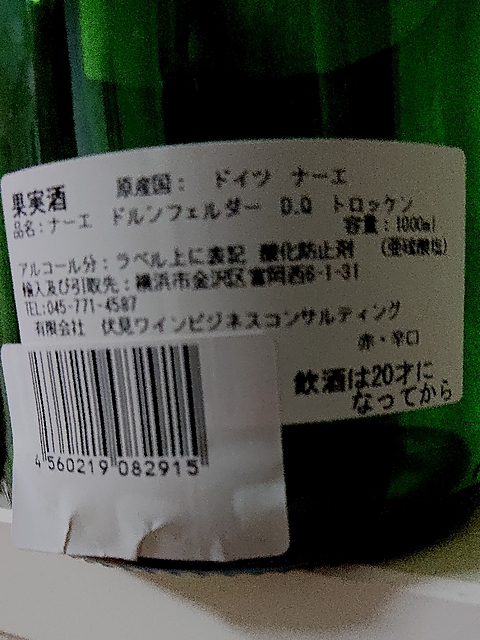 果実酒
原産国： ドイツ ナーエ
品名：ナーエ ドルンフェルダー Q.b.Q トロッケン
容量：1000ml
アルコール分：ラベル上に表記 酸化防止剤 （亜硫酸塩）
輸入及び引取先：横浜市金沢区富岡西6-1-31
TEL:045-771-4587
有限会社 伏見ワインビジネスコンサルティング
赤・辛口
飲酒は20才に
なってから
4 560219 082915